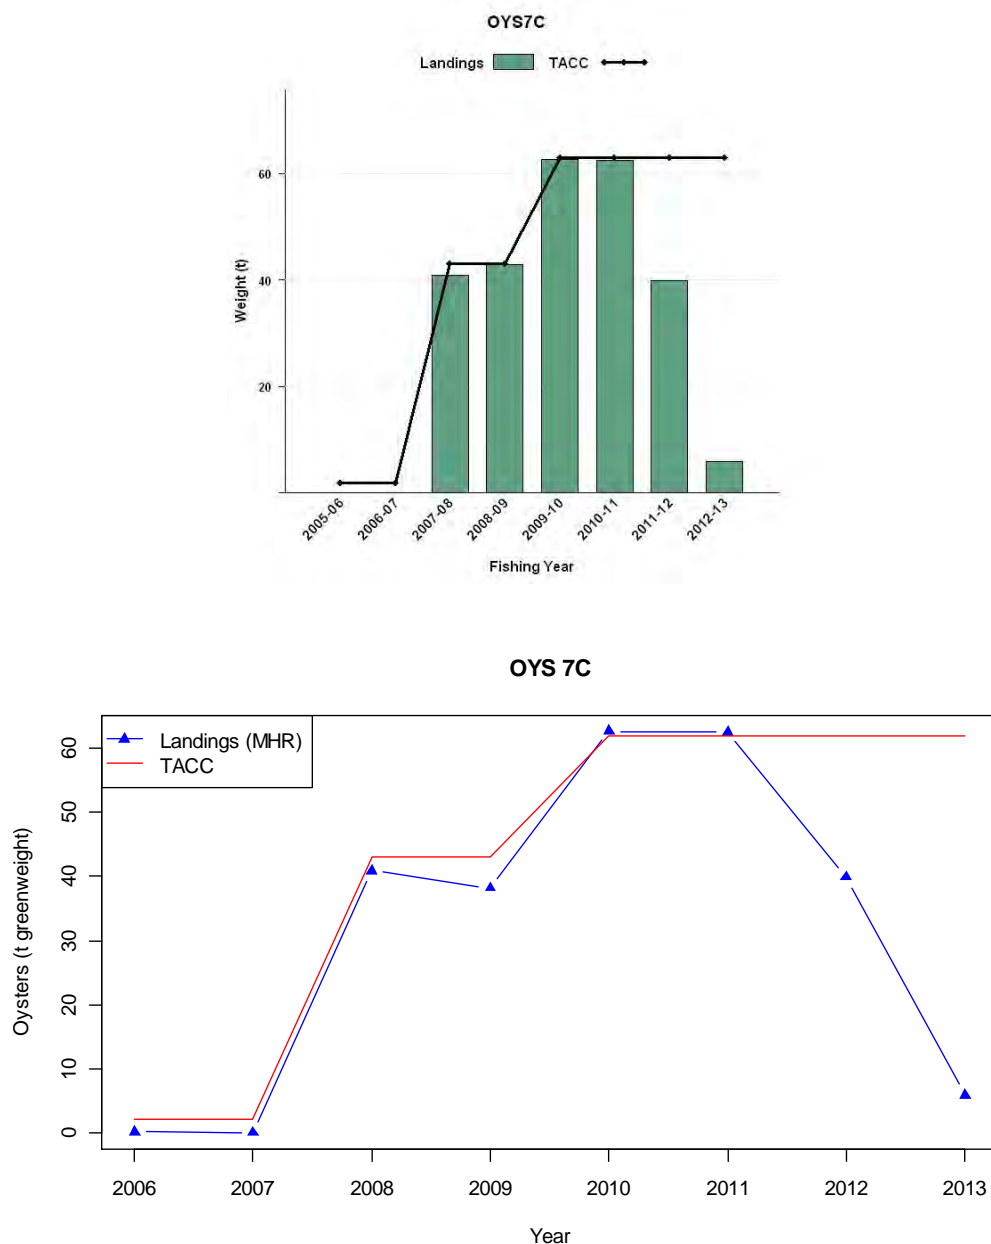 OYS7C
Landings TACC
60
40
20
Weight (t)
2005-06 2006-07 2007-08 2008-09 2009-10 2010-11 2011-12 2012-13
Fishing Year
OYS 7C
Landings (MHR)
TACC
60
50
40
30
20
10
0
Oysters (t greenweight)
2006 2007 2008 2009 2010 2011 2012 2013
Year